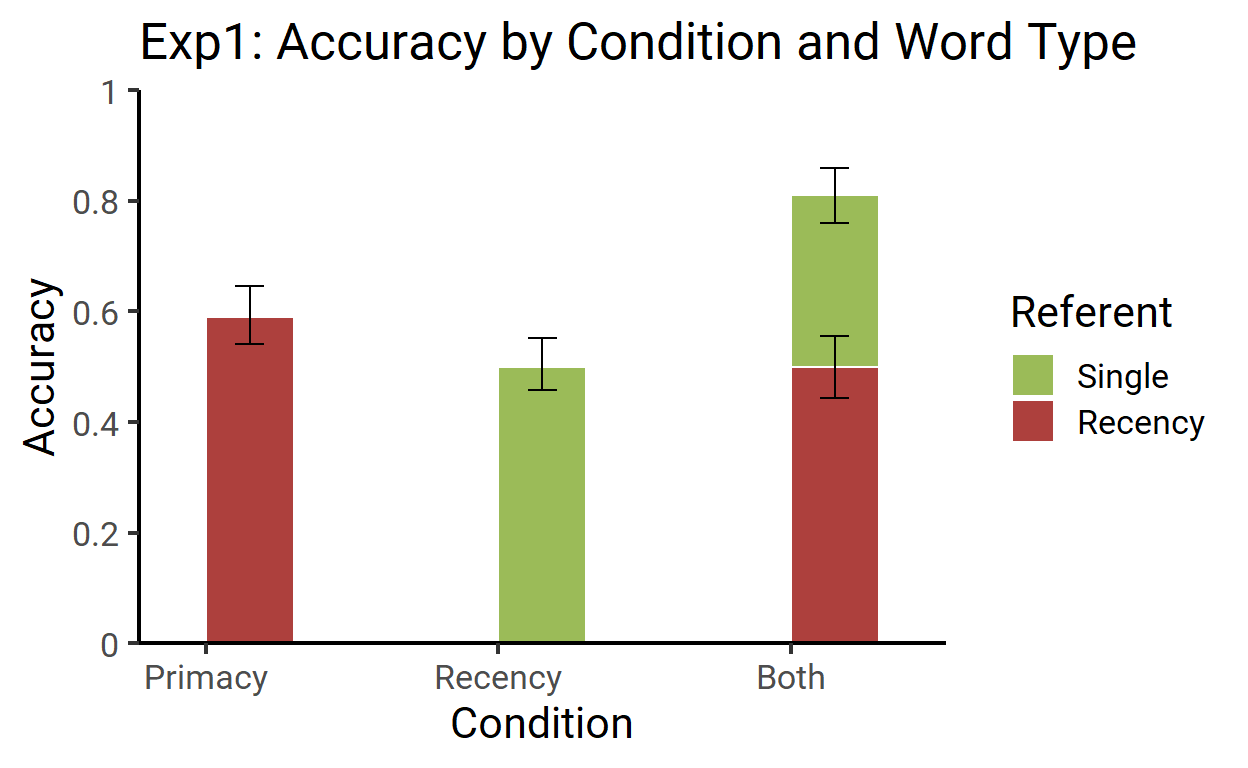 Exp1: Accuracy by Condition and Word Type
1
0.8
0.6
0.4
0.2
0
Accuracy
Primacy
Recency
Both
Condition
Referent
Single
Recency